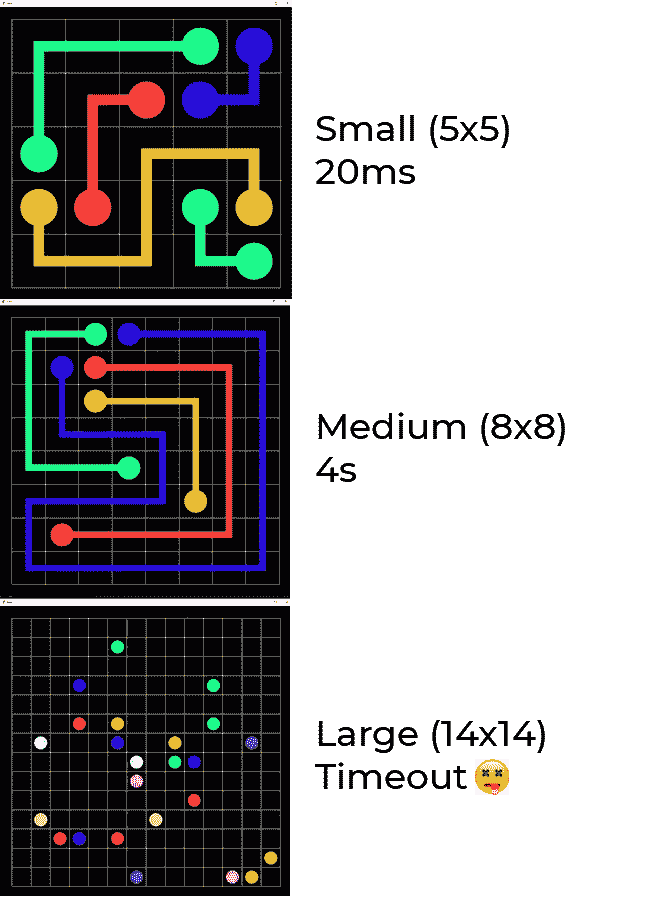 Small (5x5)
20ms
Medium (8x8)
4s
Large (14x14)
Timeout 😵